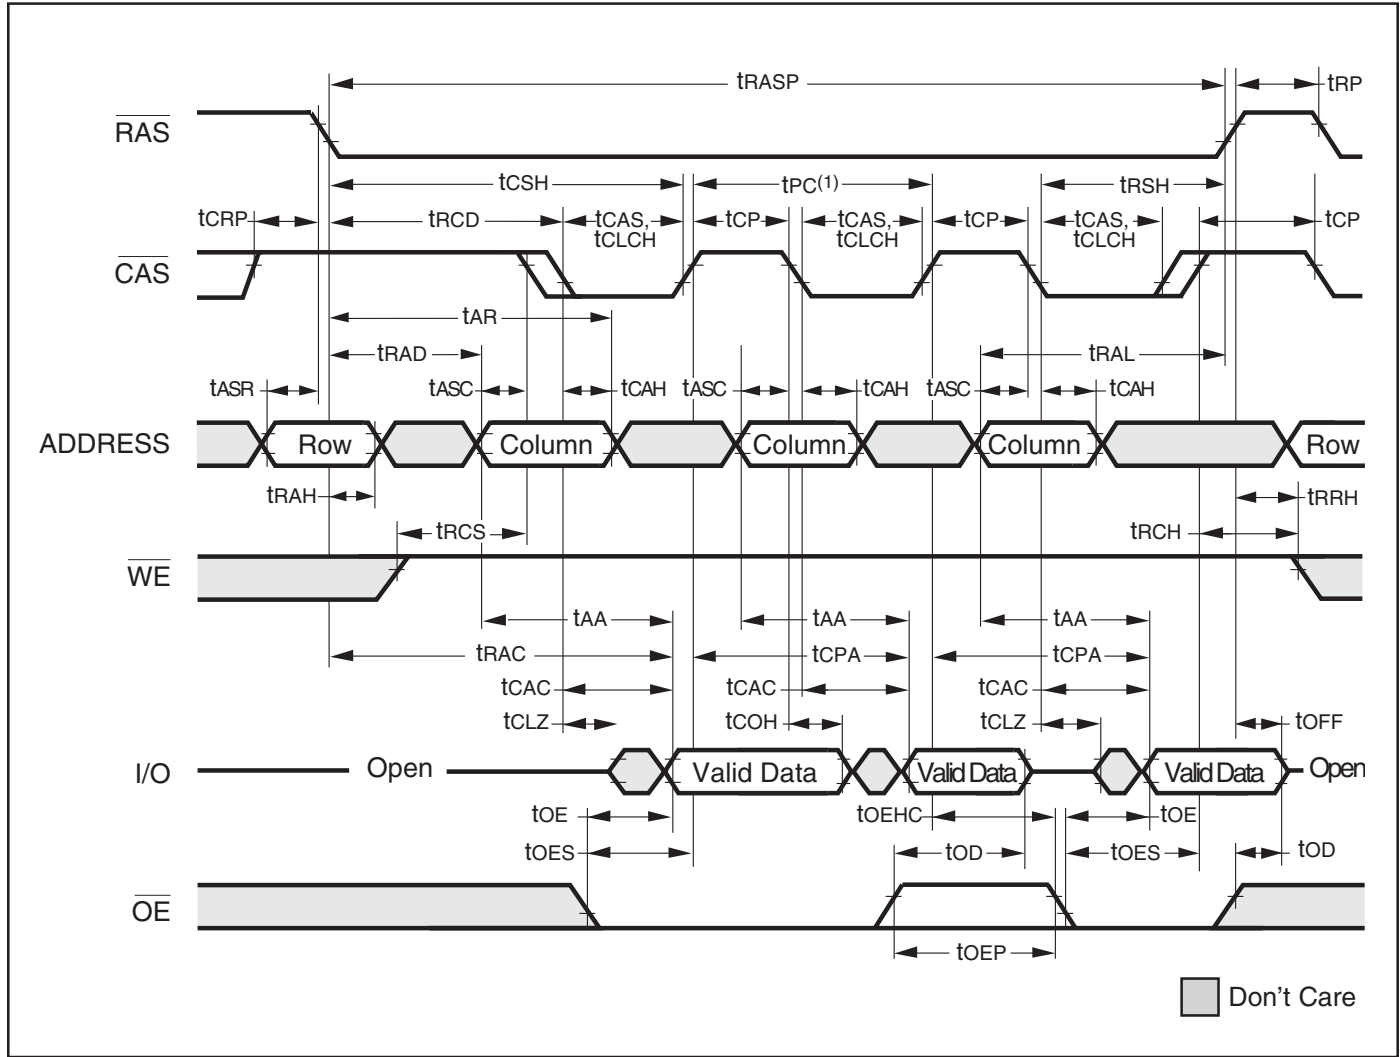 tRASP tRP
RAS
tCSH tPC(1) tRSH
tCRP tRCD tCAS, tCLCH tCP tCAS, tCLCH tCP tCAS, tCLCH tCP
CAS
tAR
tRAD tRAL
tASR tASC tCAH tASC tCAH tASC tCAH
ADDRESS Row Column Column Column Row
tRAH tRRH
tRCS tRCH
WE
tAA tAA tAA
tRAC tCPA tCPA
tCAC tCAC tCAC
tCLZ tCOH tCLZ tOFF
I/O Open Valid Data Valid Data Valid Data Open
tOE tOEHC tOE
tOES tOD tOES tOD
OE
tOEP
Don't Care